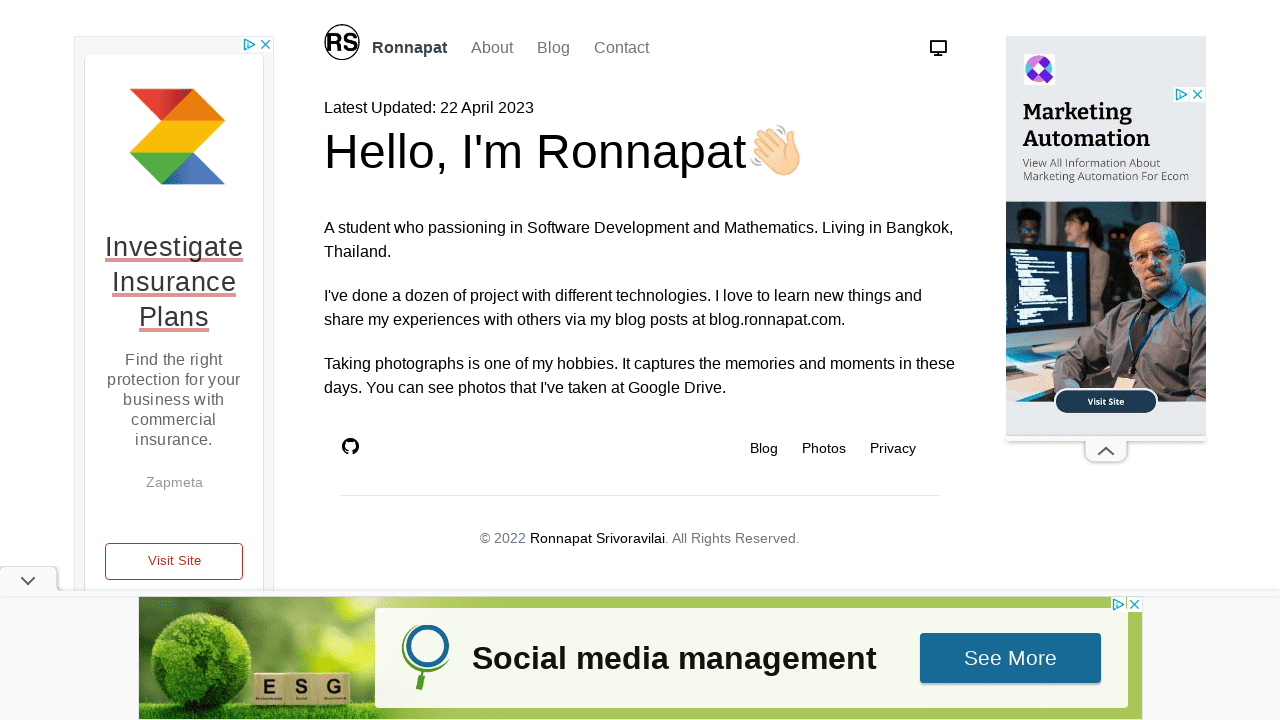 RS
Ronnapat About Blog Contact
Latest Updated: 22 April 2023
Hello, I'm Ronnapat👋🏻
A student who passioning in Software Development and Mathematics. Living in Bangkok,
Thailand.
I've done a dozen of project with different technologies. I love to learn new things and
share my experiences with others via my blog posts at blog.ronnapat.com.
Taking photographs is one of my hobbies. It captures the memories and moments in these
days. You can see photos that I've taken at Google Drive.
Blog Photos Privacy
© 2022 Ronnapat Srivoravilai. All Rights Reserved.
Investigate
Insurance
Plans
Find the right
protection for your
business with
commercial
insurance.
Zapmeta
Visit Site
Marketing
Automation
View All Information About
Marketing Automation For Ecom
Visit Site
E S G
Social media management
See More